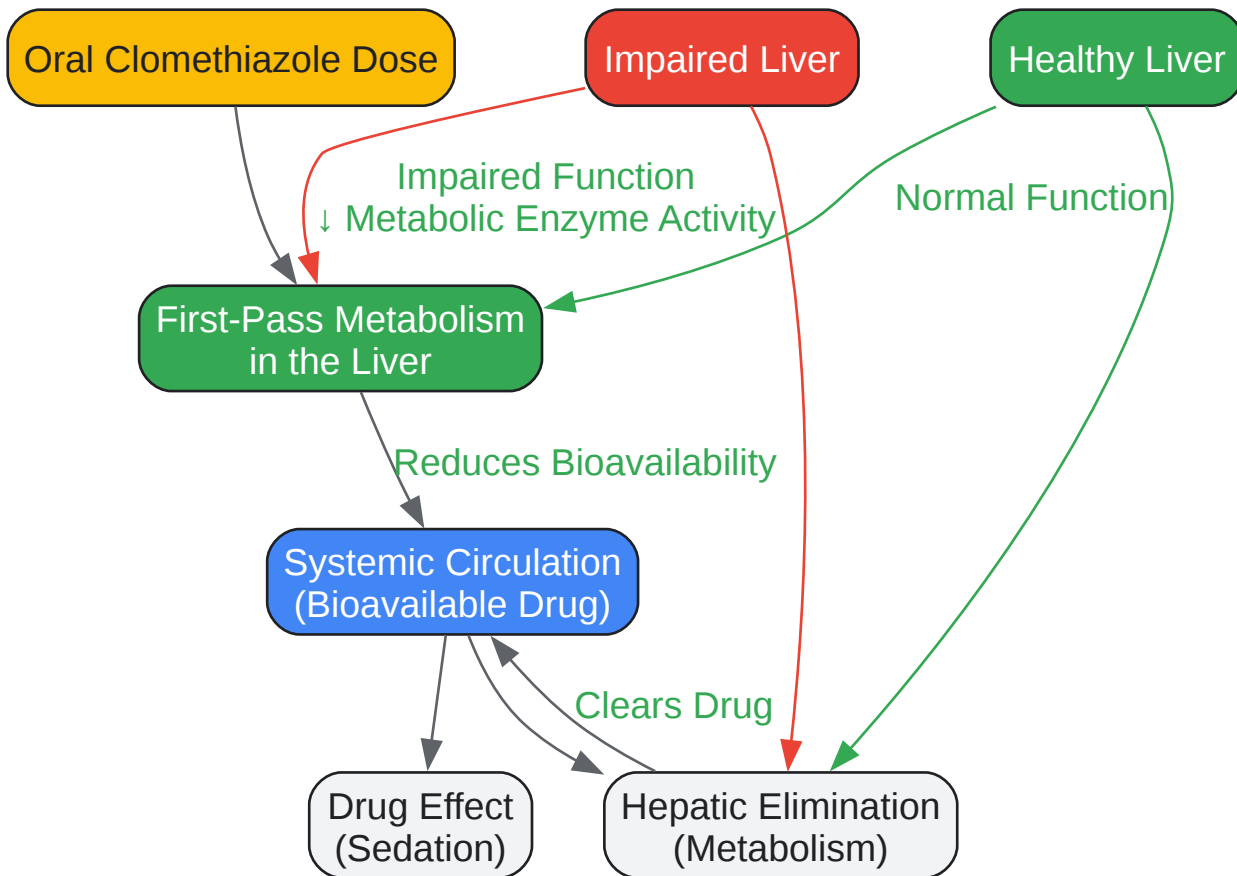 Oral Clomethiazole Dose
Impaired Liver
Healthy Liver
Impaired Function
↓ Metabolic Enzyme Activity
Normal Function
First-Pass Metabolism
in the Liver
Reduces Bioavailability
Systemic Circulation
(Bioavailable Drug)
Clears Drug
Drug Effect
(Sedation)
Hepatic Elimination
(Metabolism)